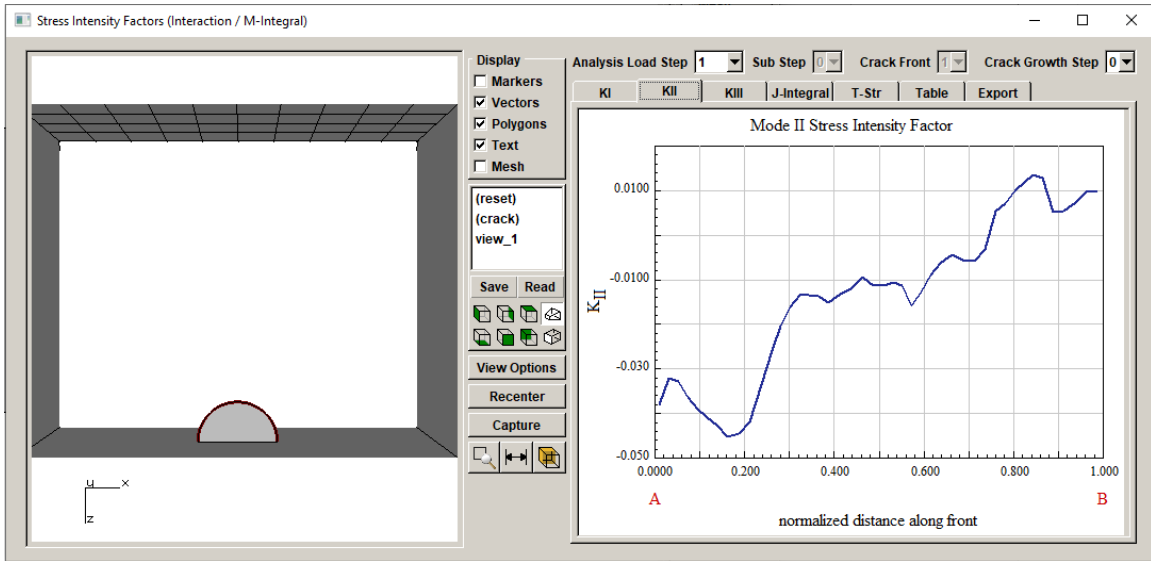 Stress Intensity Factors (Interaction / M-Integral)
Display
Markers
Vectors
Polygons
Text
Mesh
(reset)
(crack)
view_1
Save Read
View Options
Recenter
Capture
y x
z
Analysis Load Step 1 Sub Step 0 Crack Front 1 Crack Growth Step 0
KI KII KIII J-Integral T-Str Table Export
Mode II Stress Intensity Factor
0.0100
-0.0100
KII
-0.030
-0.050
0.0000 0.200 0.400 0.600 0.800 1.000
A B
normalized distance along front